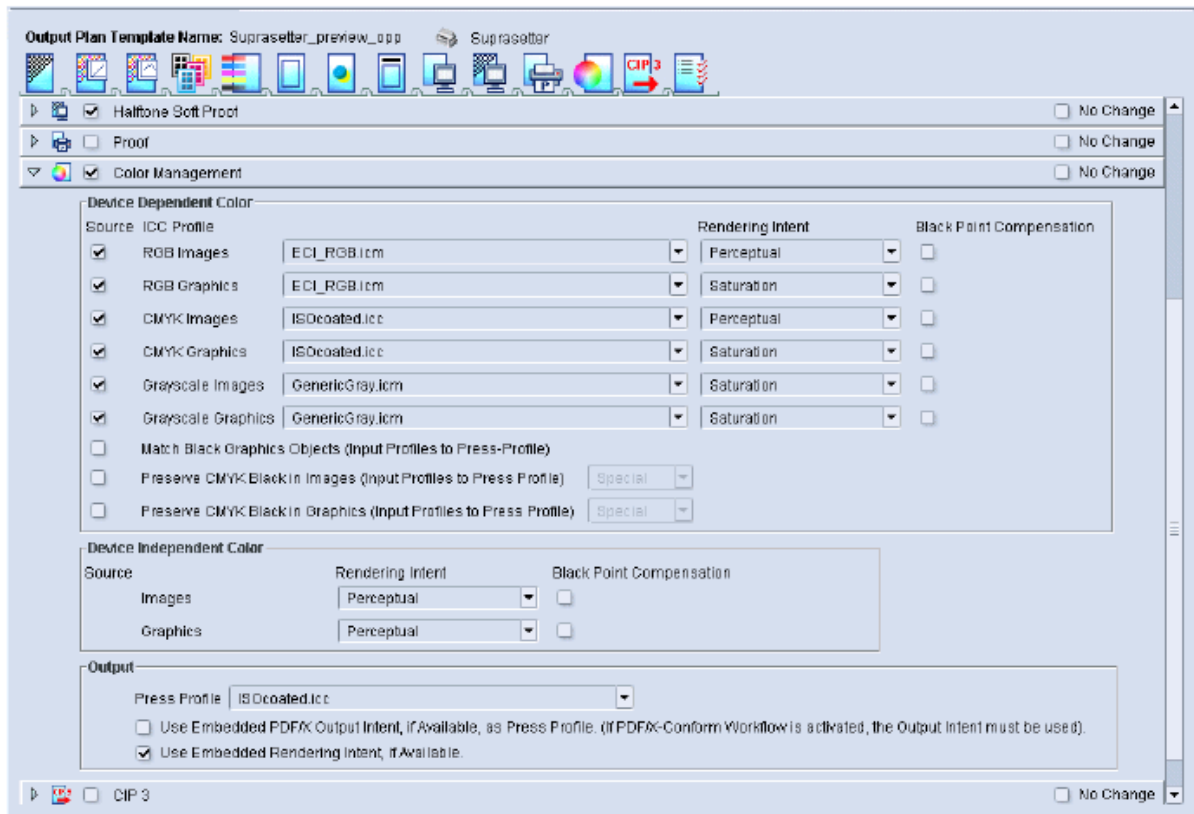 Output Plan Template Name: Suprasetter_preview_opp Suprasetter
CIP 3
Halftone Soft Proof No Change
Proof No Change
Color Management No Change
Device Dependent Color
Source ICC Profile Rendering Intent Black Point Compensation
RGB Images ECI_RGB.icm Perceptual
RGB Graphics ECI_RGB.icm Saturation
CMYK Images ISOcoated.icc Perceptual
CMYK Graphics ISOcoated.icc Saturation
Grayscale Images GenericGray.icm Saturation
Grayscale Graphics GenericGray.icm Saturation
Match Black Graphics Objects (Input Profiles to Press-Profile)
Preserve CMYK Black in Images (Input Profiles to Press Profile) Special
Preserve CMYK Black in Graphics (Input Profiles to Press Profile) Special
Device Independent Color
Source Rendering Intent Black Point Compensation
Images Perceptual
Graphics Perceptual
Output
Press Profile ISOcoated.icc
Use Embedded PDF/X Output Intent, if Available, as Press Profile. (If PDF/X-Conform Workflow is activated, the Output Intent must be used).
Use Embedded Rendering Intent, if Available.
CIP 3 No Change